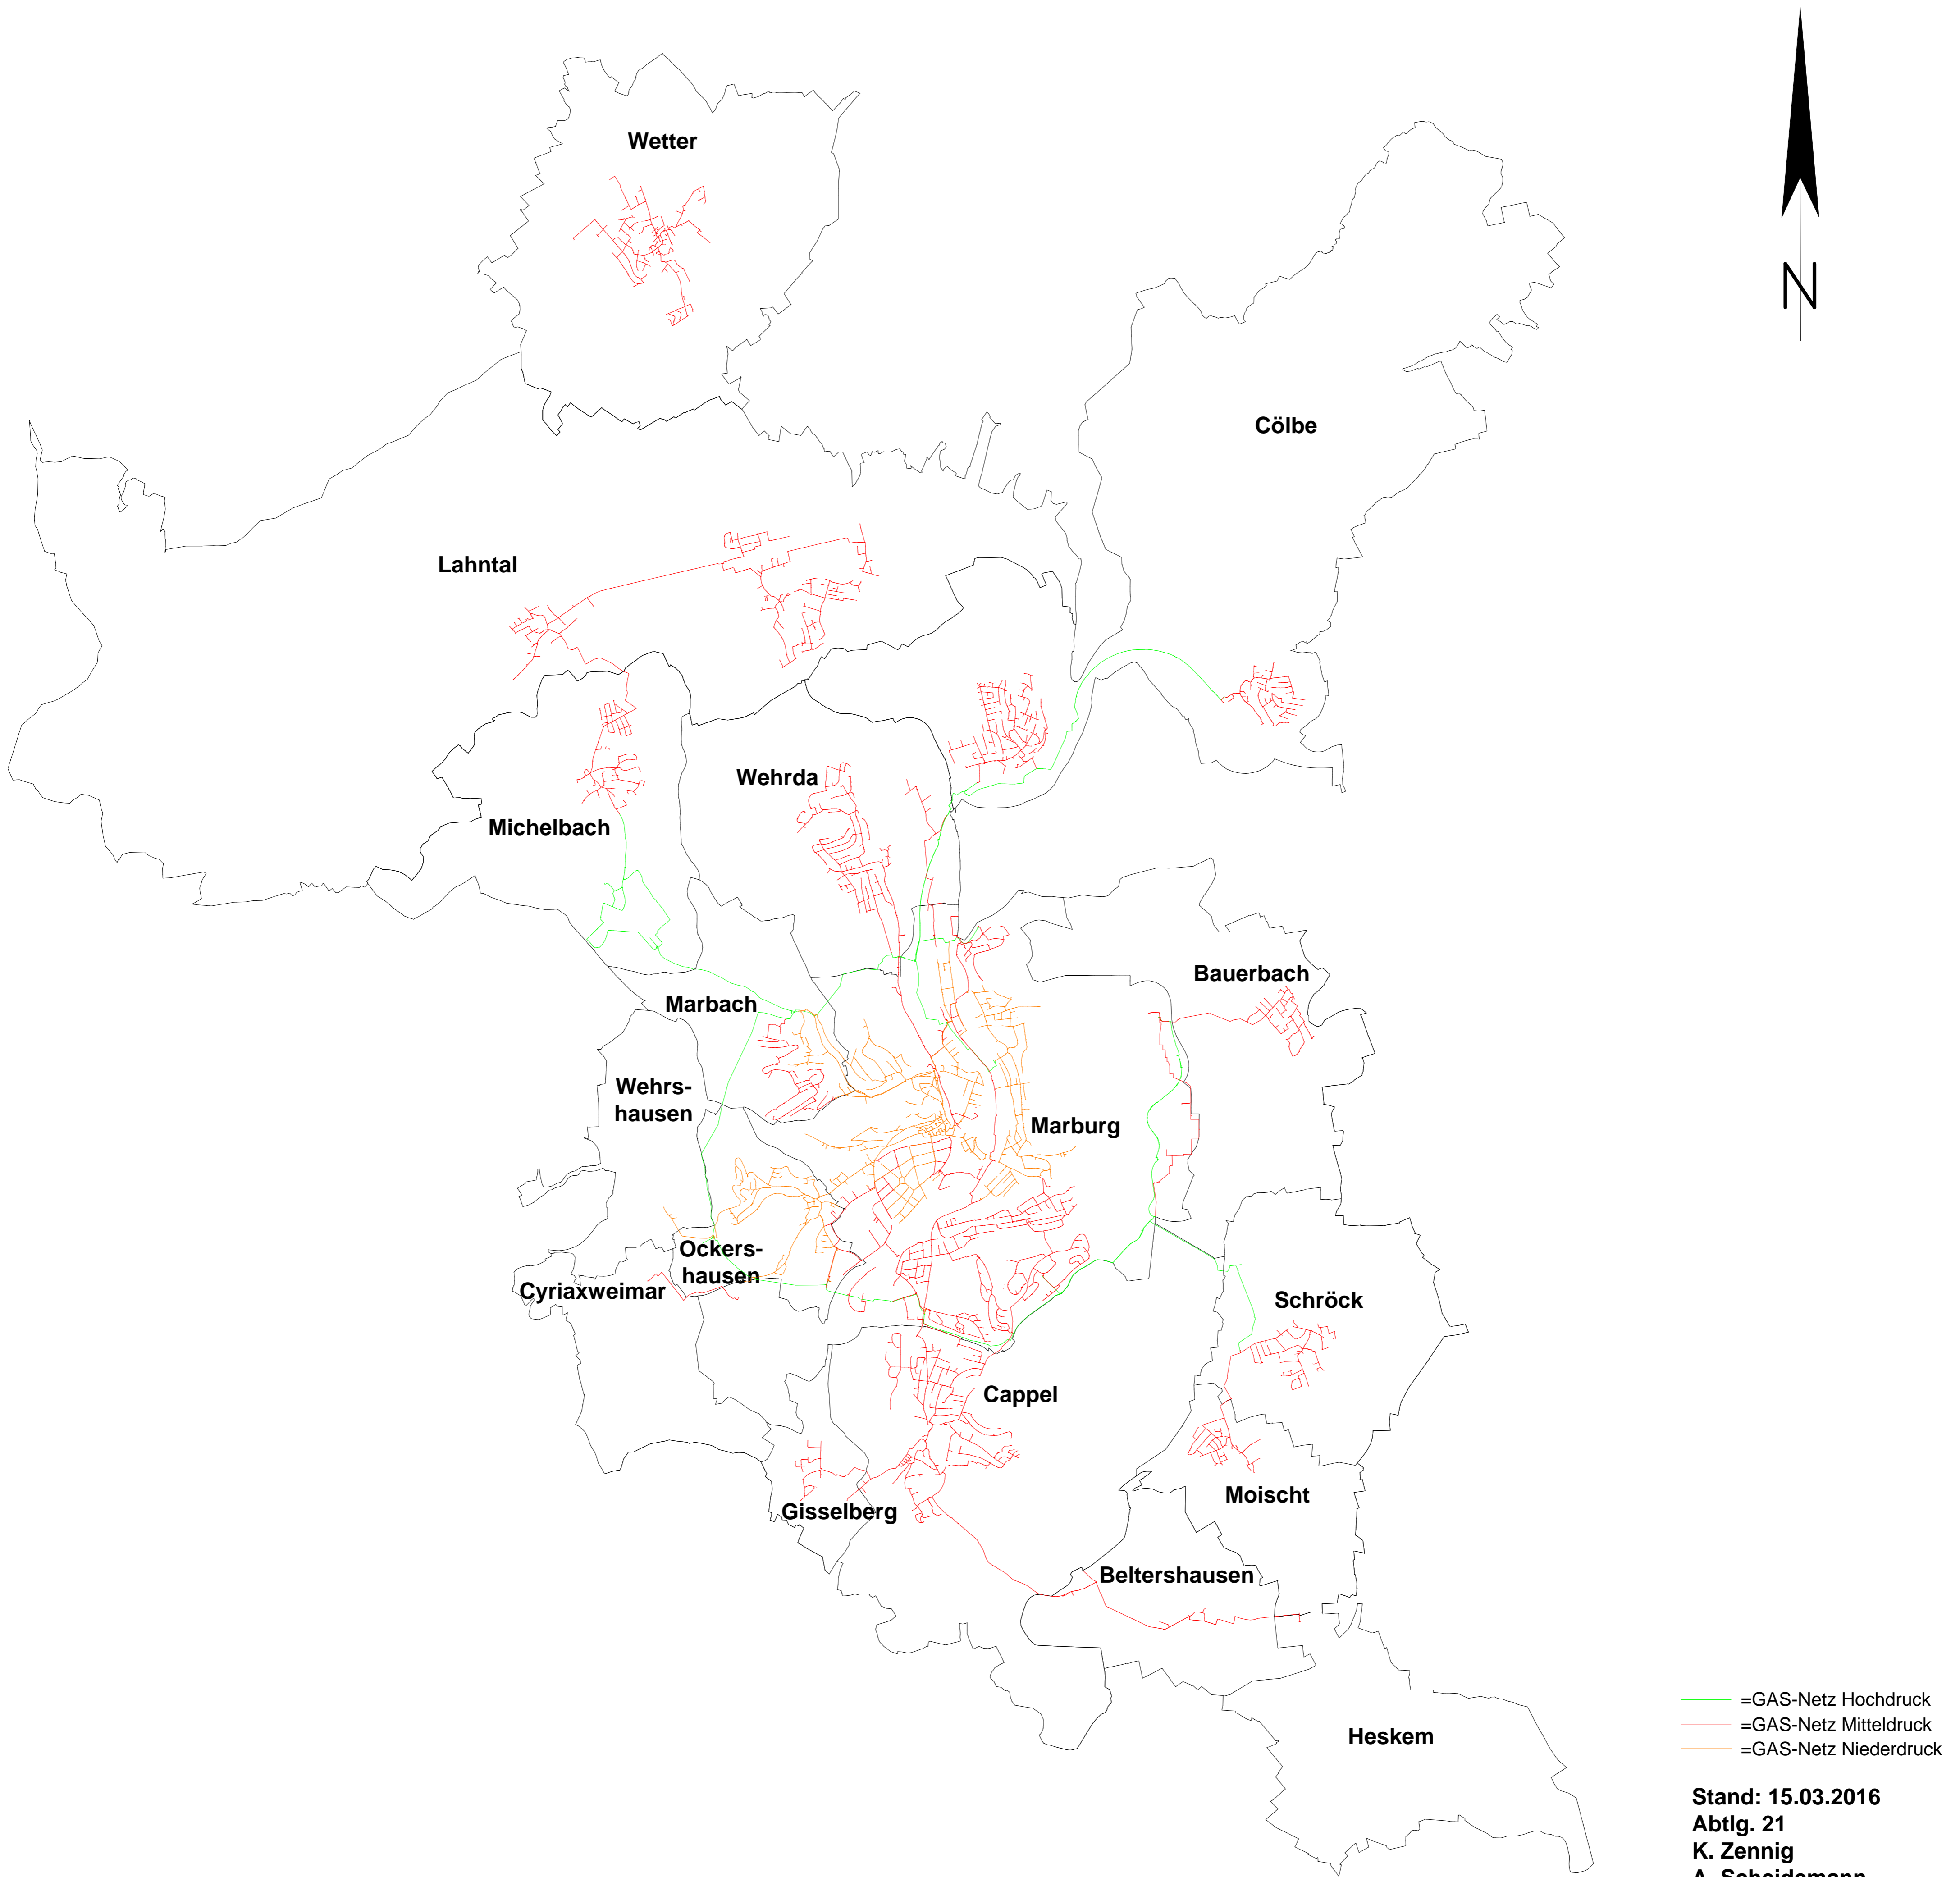 Wetter
N
Cölbe
Lahntal
Wehrda
Michelbach
Bauerbach
Marbach
Wehrs-
hausen
Marburg
Ockers-
hausen
Cyriaxweimar
Schröck
Cappel
Moischt
Gisselberg
Beltershausen
Heskem
=GAS-Netz Hochdruck
=GAS-Netz Mitteldruck
=GAS-Netz Niederdruck
Stand: 15.03.2016
Abtlg. 21
K. Zennig
A. Scheidemann